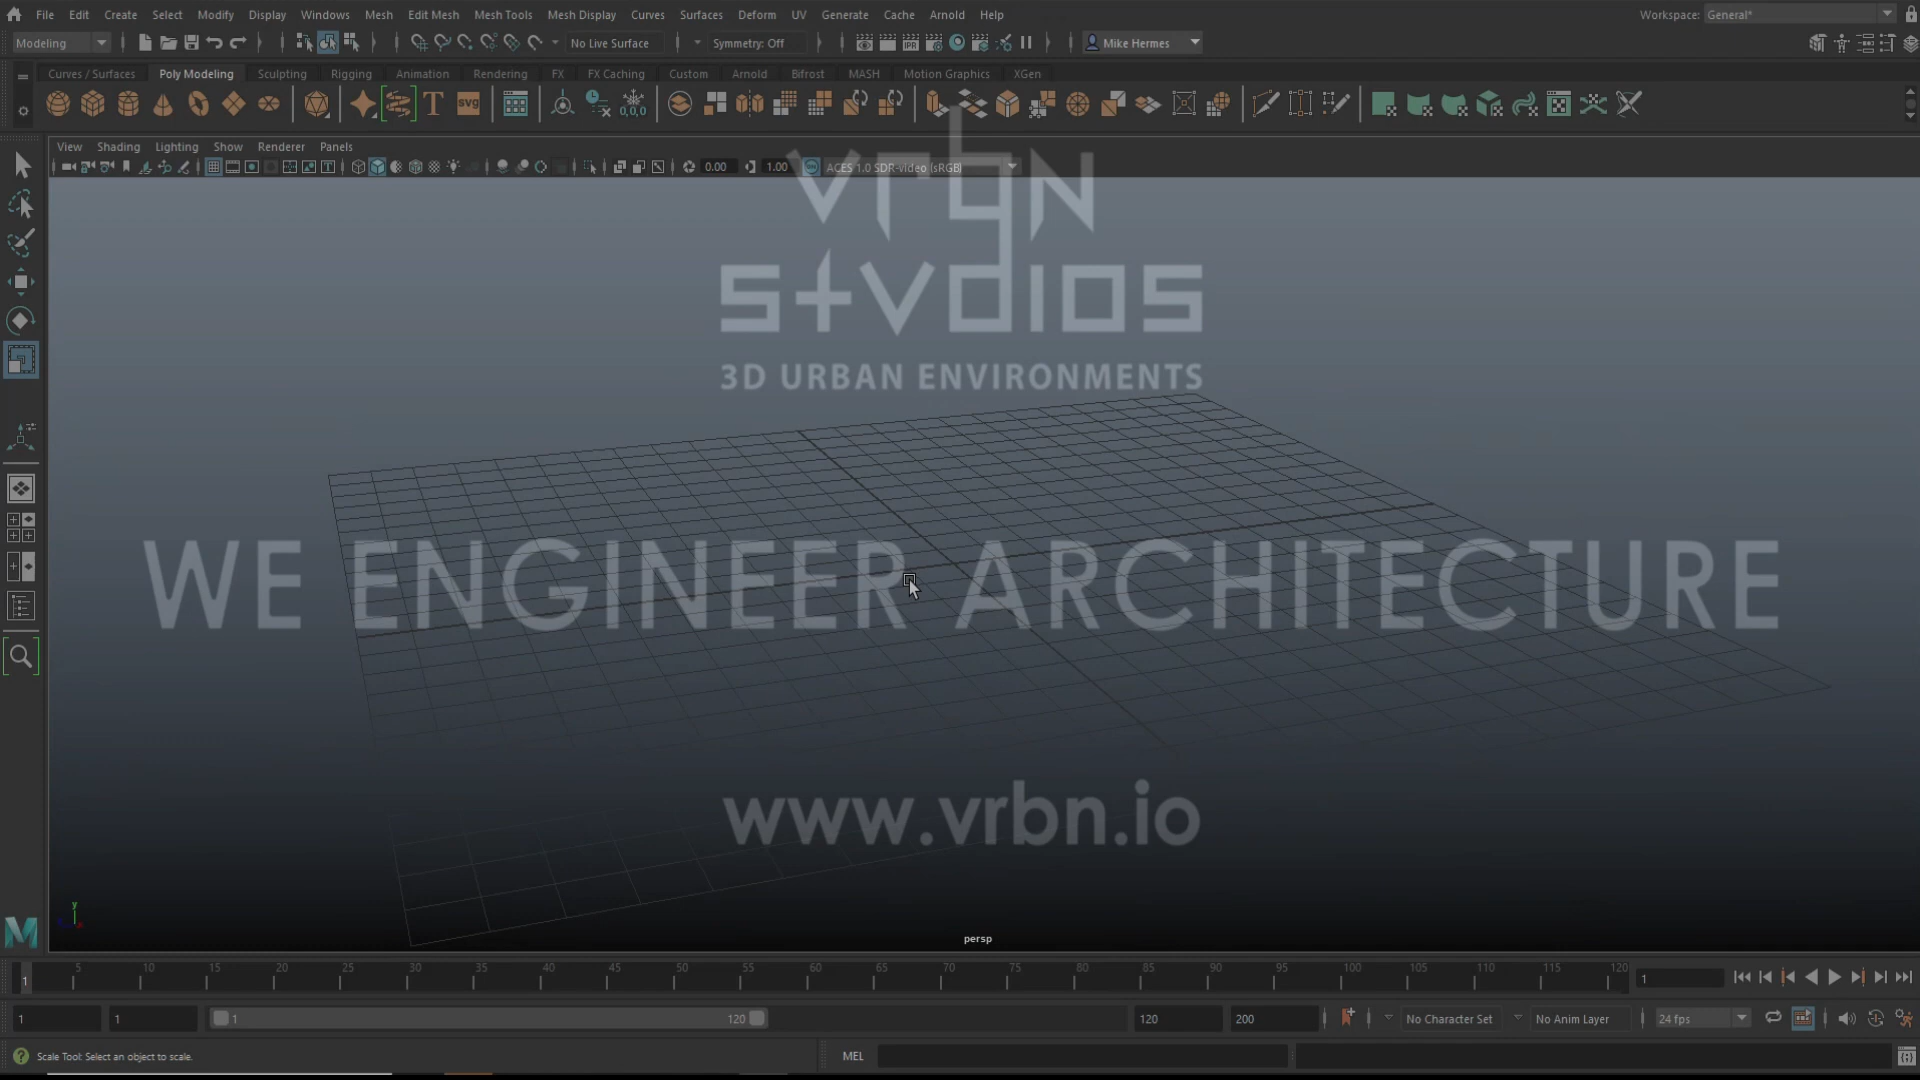 File Edit Create Select Modify Display Windows Mesh Edit Mesh Mesh Tools Mesh Display Curves Surfaces Deform UV Generate Cache Arnold Help Workspace: General*
Modeling No Live Surface Symmetry: Off Mike Hermes
Curves / Surfaces Poly Modeling Sculpting Rigging Animation Rendering FX FX Caching Custom Arnold Bifrost MASH Motion Graphics XGen
T SVG 0,0,0
View Shading Lighting Show Renderer Panels
0.00 1.00 ACES 1.0 SDR-video (sRGB)
vrbn
stvdios
3D URBAN ENVIRONMENTS
WE ENGINEER ARCHITECTURE
www.vrbn.io
y
persp
1 5 10 15 20 25 30 35 40 45 50 55 60 65 70 75 80 85 90 95 100 105 110 115 120 1
1 1 1 120 120 200 No Character Set No Anim Layer 24 fps
Scale Tool: Select an object to scale. MEL